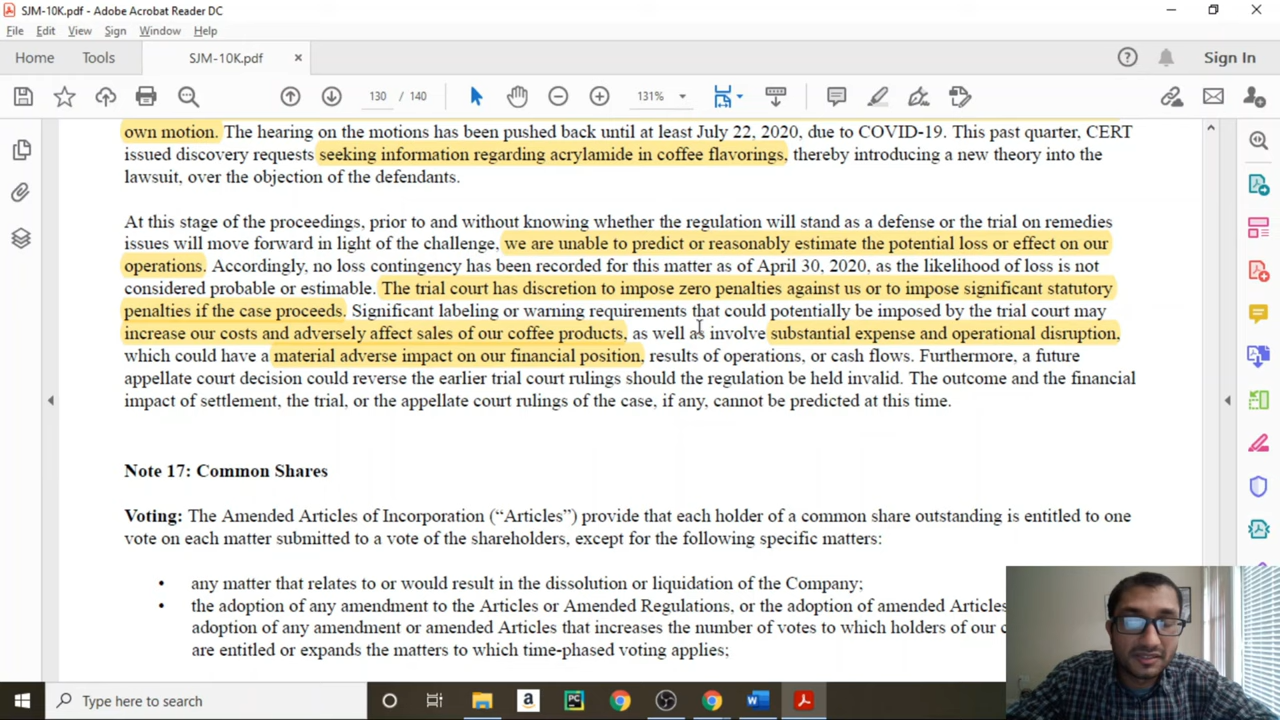 SJM-10K.pdf - Adobe Acrobat Reader DC
File Edit View Sign Window Help
Home Tools SJM-10K.pdf × Sign In
130 / 140 131%
own motion. The hearing on the motions has been pushed back until at least July 22, 2020, due to COVID-19. This past quarter, CERT
issued discovery requests seeking information regarding acrylamide in coffee flavorings, thereby introducing a new theory into the
lawsuit, over the objection of the defendants.
At this stage of the proceedings, prior to and without knowing whether the regulation will stand as a defense or the trial on remedies
issues will move forward in light of the challenge, we are unable to predict or reasonably estimate the potential loss or effect on our
operations. Accordingly, no loss contingency has been recorded for this matter as of April 30, 2020, as the likelihood of loss is not
considered probable or estimable. The trial court has discretion to impose zero penalties against us or to impose significant statutory
penalties if the case proceeds. Significant labeling or warning requirements that could potentially be imposed by the trial court may
increase our costs and adversely affect sales of our coffee products, as well as involve substantial expense and operational disruption,
which could have a material adverse impact on our financial position, results of operations, or cash flows. Furthermore, a future
appellate court decision could reverse the earlier trial court rulings should the regulation be held invalid. The outcome and the financial
impact of settlement, the trial, or the appellate court rulings of the case, if any, cannot be predicted at this time.
Note 17: Common Shares
Voting: The Amended Articles of Incorporation (“Articles”) provide that each holder of a common share outstanding is entitled to one
vote on each matter submitted to a vote of the shareholders, except for the following specific matters:
• any matter that relates to or would result in the dissolution or liquidation of the Company;
• the adoption of any amendment to the Articles or Amended Regulations, or the adoption of amended Articles
adoption of any amendment or amended Articles that increases the number of votes to which holders of our
are entitled or expands the matters to which time-phased voting applies;
Type here to search